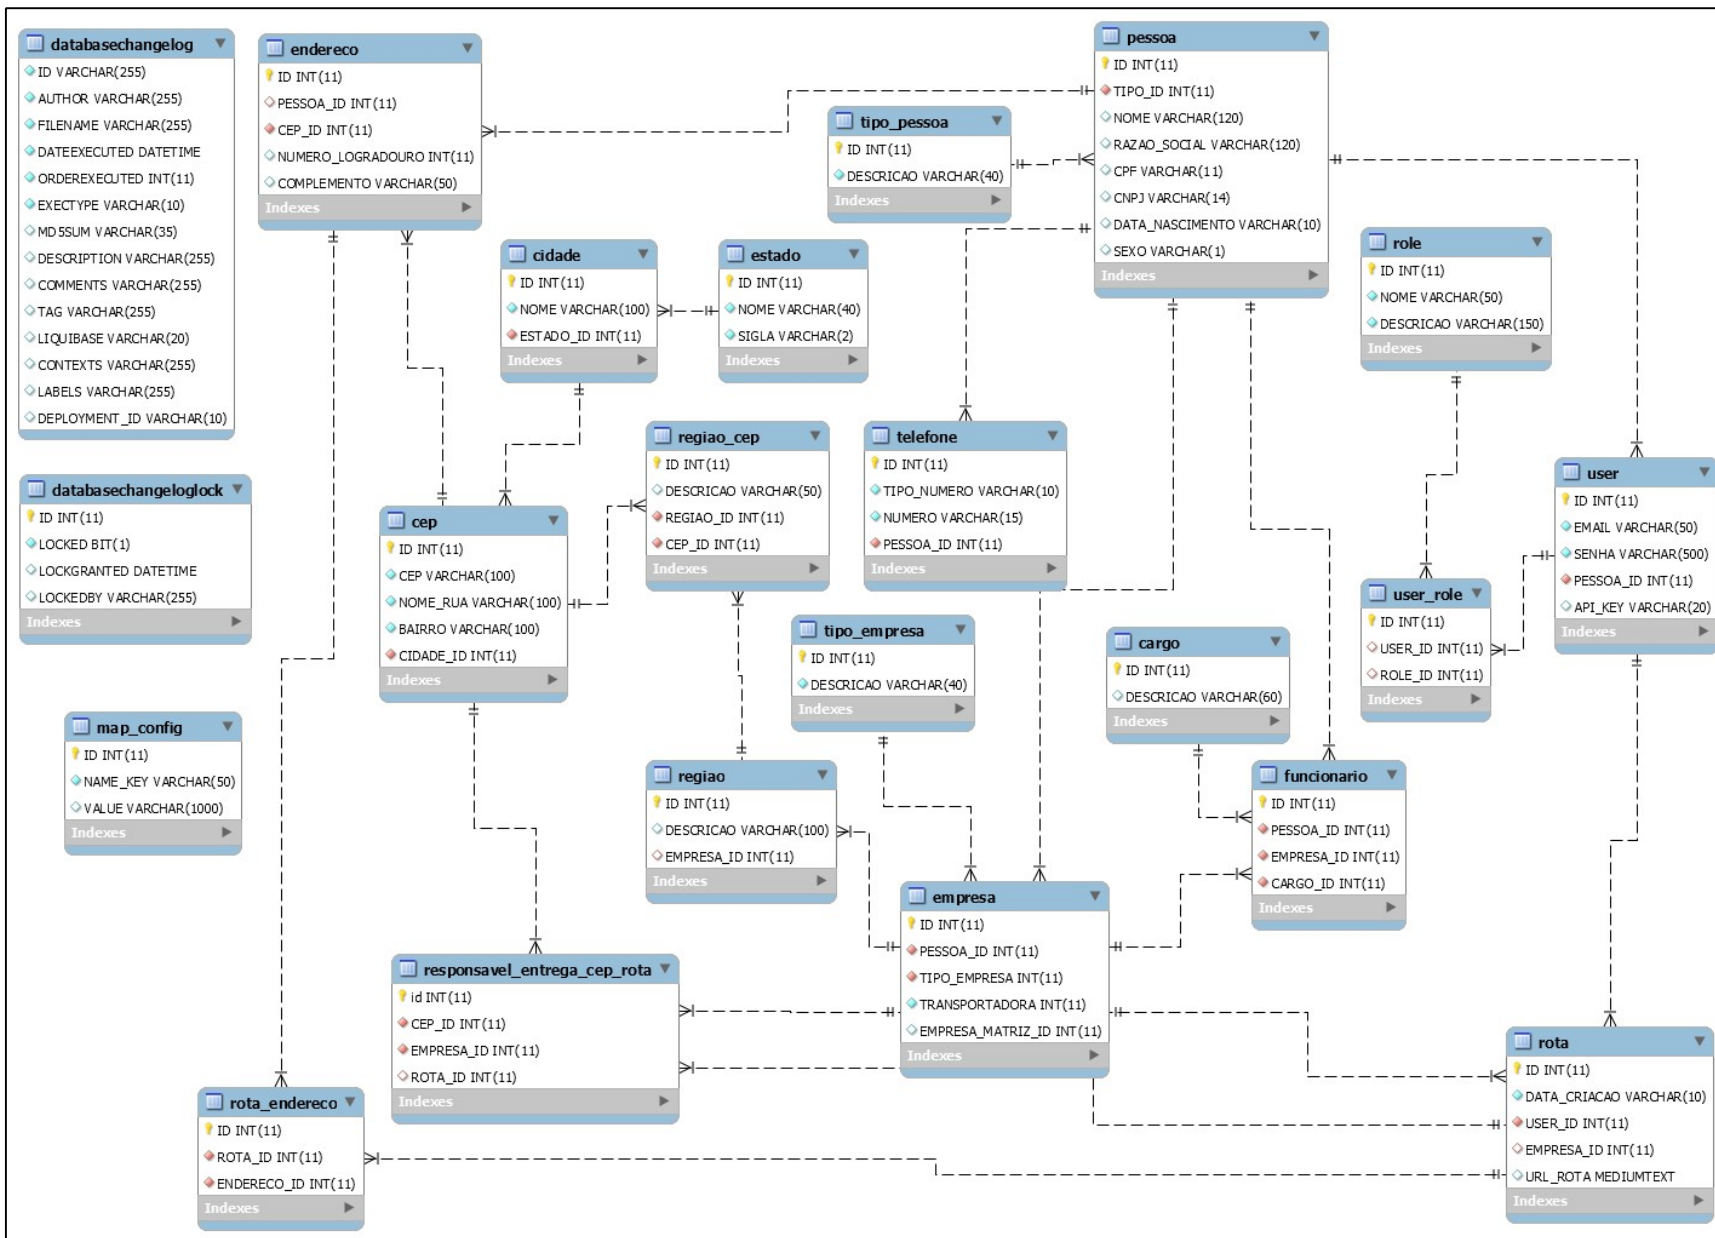 databasechangelog
ID VARCHAR(255)
AUTHOR VARCHAR(255)
FILENAME VARCHAR(255)
DATEEXECUTED DATETIME
ORDEREXECUTED INT(11)
EXECTYPE VARCHAR(10)
MD5SUM VARCHAR(35)
DESCRIPTION VARCHAR(255)
COMMENTS VARCHAR(255)
TAG VARCHAR(255)
LIQUIBASE VARCHAR(20)
CONTEXTS VARCHAR(255)
LABELS VARCHAR(255)
DEPLOYMENT_ID VARCHAR(10)
endereco
ID INT(11)
PESSOA_ID INT(11)
CEP_ID INT(11)
NUMERO_LOGRADOURO INT(11)
COMPLEMENTO VARCHAR(50)
Indexes
tipo_pessoa
ID INT(11)
DESCRICAO VARCHAR(40)
Indexes
pessoa
ID INT(11)
TIPO_ID INT(11)
NOME VARCHAR(120)
RAZAO_SOCIAL VARCHAR(120)
CPF VARCHAR(11)
CNPJ VARCHAR(14)
DATA_NASCIMENTO VARCHAR(10)
SEXO VARCHAR(1)
Indexes
cidade
ID INT(11)
NOME VARCHAR(100)
ESTADO_ID INT(11)
Indexes
estado
ID INT(11)
NOME VARCHAR(40)
SIGLA VARCHAR(2)
Indexes
role
ID INT(11)
NOME VARCHAR(50)
DESCRICAO VARCHAR(150)
Indexes
databasechangeloglock
ID INT(11)
LOCKED BIT(1)
LOCKGRANTED DATETIME
LOCKEDBY VARCHAR(255)
Indexes
cep
ID INT(11)
CEP VARCHAR(100)
NOME_RUA VARCHAR(100)
BAIRRO VARCHAR(100)
CIDADE_ID INT(11)
Indexes
regiao_cep
ID INT(11)
DESCRICAO VARCHAR(50)
REGIAO_ID INT(11)
CEP_ID INT(11)
Indexes
telefone
ID INT(11)
TIPO_NUMERO VARCHAR(10)
NUMERO VARCHAR(15)
PESSOA_ID INT(11)
Indexes
user
ID INT(11)
EMAIL VARCHAR(50)
SENHA VARCHAR(500)
PESSOA_ID INT(11)
API_KEY VARCHAR(20)
Indexes
user_role
ID INT(11)
USER_ID INT(11)
ROLE_ID INT(11)
Indexes
map_config
ID INT(11)
NAME_KEY VARCHAR(50)
VALUE VARCHAR(1000)
Indexes
tipo_empresa
ID INT(11)
DESCRICAO VARCHAR(40)
Indexes
cargo
ID INT(11)
DESCRICAO VARCHAR(60)
Indexes
regiao
ID INT(11)
DESCRICAO VARCHAR(100)
EMPRESA_ID INT(11)
Indexes
funcionario
ID INT(11)
PESSOA_ID INT(11)
EMPRESA_ID INT(11)
CARGO_ID INT(11)
Indexes
empresa
ID INT(11)
PESSOA_ID INT(11)
TIPO_EMPRESA INT(11)
TRANSPORTADORA INT(11)
EMPRESA_MATRIZ_ID INT(11)
Indexes
responsavel_entrega_cep_rota
id INT(11)
CEP_ID INT(11)
EMPRESA_ID INT(11)
ROTA_ID INT(11)
Indexes
rota_endereco
ID INT(11)
ROTA_ID INT(11)
ENDERECO_ID INT(11)
Indexes
rota
ID INT(11)
DATA_CRIACAO VARCHAR(10)
USER_ID INT(11)
EMPRESA_ID INT(11)
URL_ROTA MEDIUMTEXT
Indexes